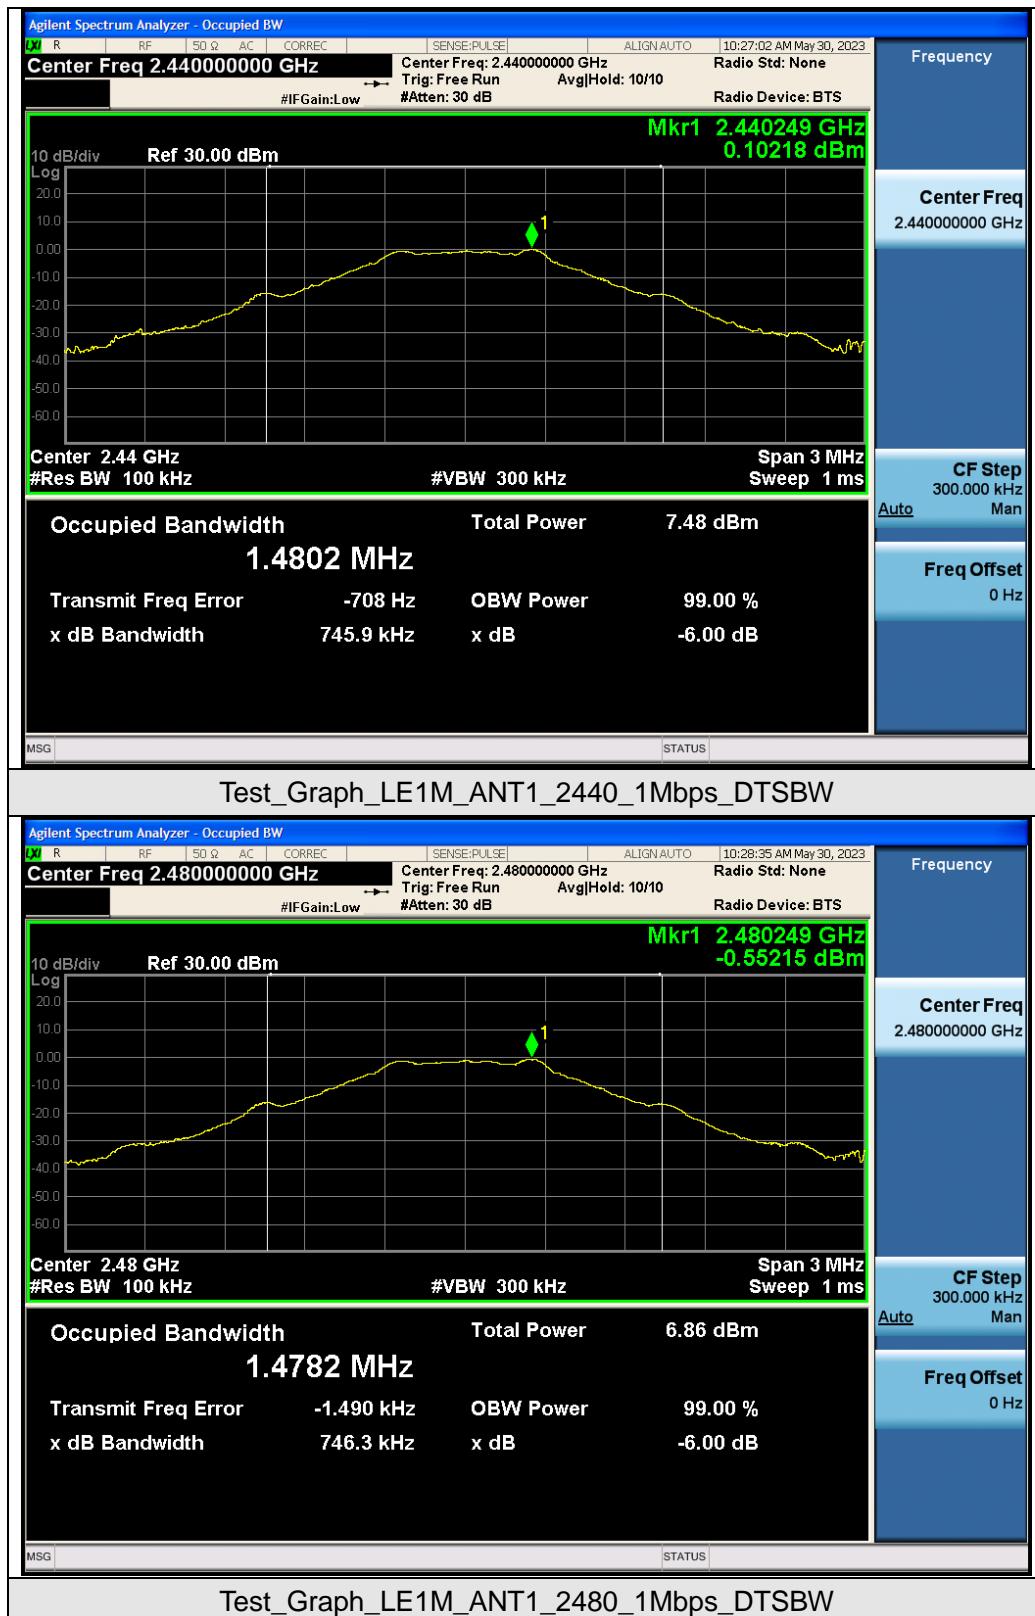 Agilent Spectrum Analyzer - Occupied BW
LXI R RF 50 Ω AC CORREC SENSE:PULSE ALIGN AUTO 10:27:02 AM May 30, 2023
Center Freq 2.440000000 GHz Center Freq: 2.440000000 GHz Radio Std: None
Trig: Free Run Avg|Hold: 10/10
#IFGain:Low #Atten: 30 dB Radio Device: BTS
Frequency
Mkr1 2.440249 GHz
10 dB/div Ref 30.00 dBm 0.10218 dBm
Log
20.0
10.0
1
0.00
-10.0
-20.0
-30.0
-40.0
-50.0
-60.0
Center 2.44 GHz Span 3 MHz
#Res BW 100 kHz #VBW 300 kHz Sweep 1 ms
Center Freq
2.440000000 GHz
CF Step
300.000 kHz
Auto Man
Freq Offset
0 Hz
Occupied Bandwidth Total Power 7.48 dBm
1.4802 MHz
Transmit Freq Error -708 Hz OBW Power 99.00 %
x dB Bandwidth 745.9 kHz x dB -6.00 dB
MSG STATUS
Test_Graph_LE1M_ANT1_2440_1Mbps_DTSBW
Agilent Spectrum Analyzer - Occupied BW
LXI R RF 50 Ω AC CORREC SENSE:PULSE ALIGN AUTO 10:28:35 AM May 30, 2023
Center Freq 2.480000000 GHz Center Freq: 2.480000000 GHz Radio Std: None
Trig: Free Run Avg|Hold: 10/10
#IFGain:Low #Atten: 30 dB Radio Device: BTS
Frequency
Mkr1 2.480249 GHz
10 dB/div Ref 30.00 dBm -0.55215 dBm
Log
20.0
10.0
1
0.00
-10.0
-20.0
-30.0
-40.0
-50.0
-60.0
Center 2.48 GHz Span 3 MHz
#Res BW 100 kHz #VBW 300 kHz Sweep 1 ms
Center Freq
2.480000000 GHz
CF Step
300.000 kHz
Auto Man
Freq Offset
0 Hz
Occupied Bandwidth Total Power 6.86 dBm
1.4782 MHz
Transmit Freq Error -1.490 kHz OBW Power 99.00 %
x dB Bandwidth 746.3 kHz x dB -6.00 dB
MSG STATUS
Test_Graph_LE1M_ANT1_2480_1Mbps_DTSBW